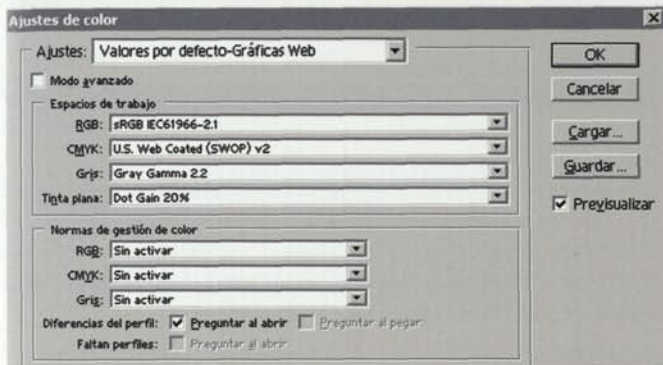 Ajustes de color
Ajustes: Valores por defecto-Gráficas Web
Modo avanzado
Espacios de trabajo
RGB: sRGB IEC61966-2.1
CMYK: U.S. Web Coated (SWOP) v2
Gris: Gray Gamma 2.2
Tinta plana: Dot Gain 20%
Normas de gestión de color
RGB: Sin activar
CMYK: Sin activar
Gris: Sin activar
Diferencias del perfil: Preguntar al abrir Preguntar al pegar
Faltan perfiles: Preguntar al abrir
OK
Cancelar
Cargar...
Guardar...
Previsualizar